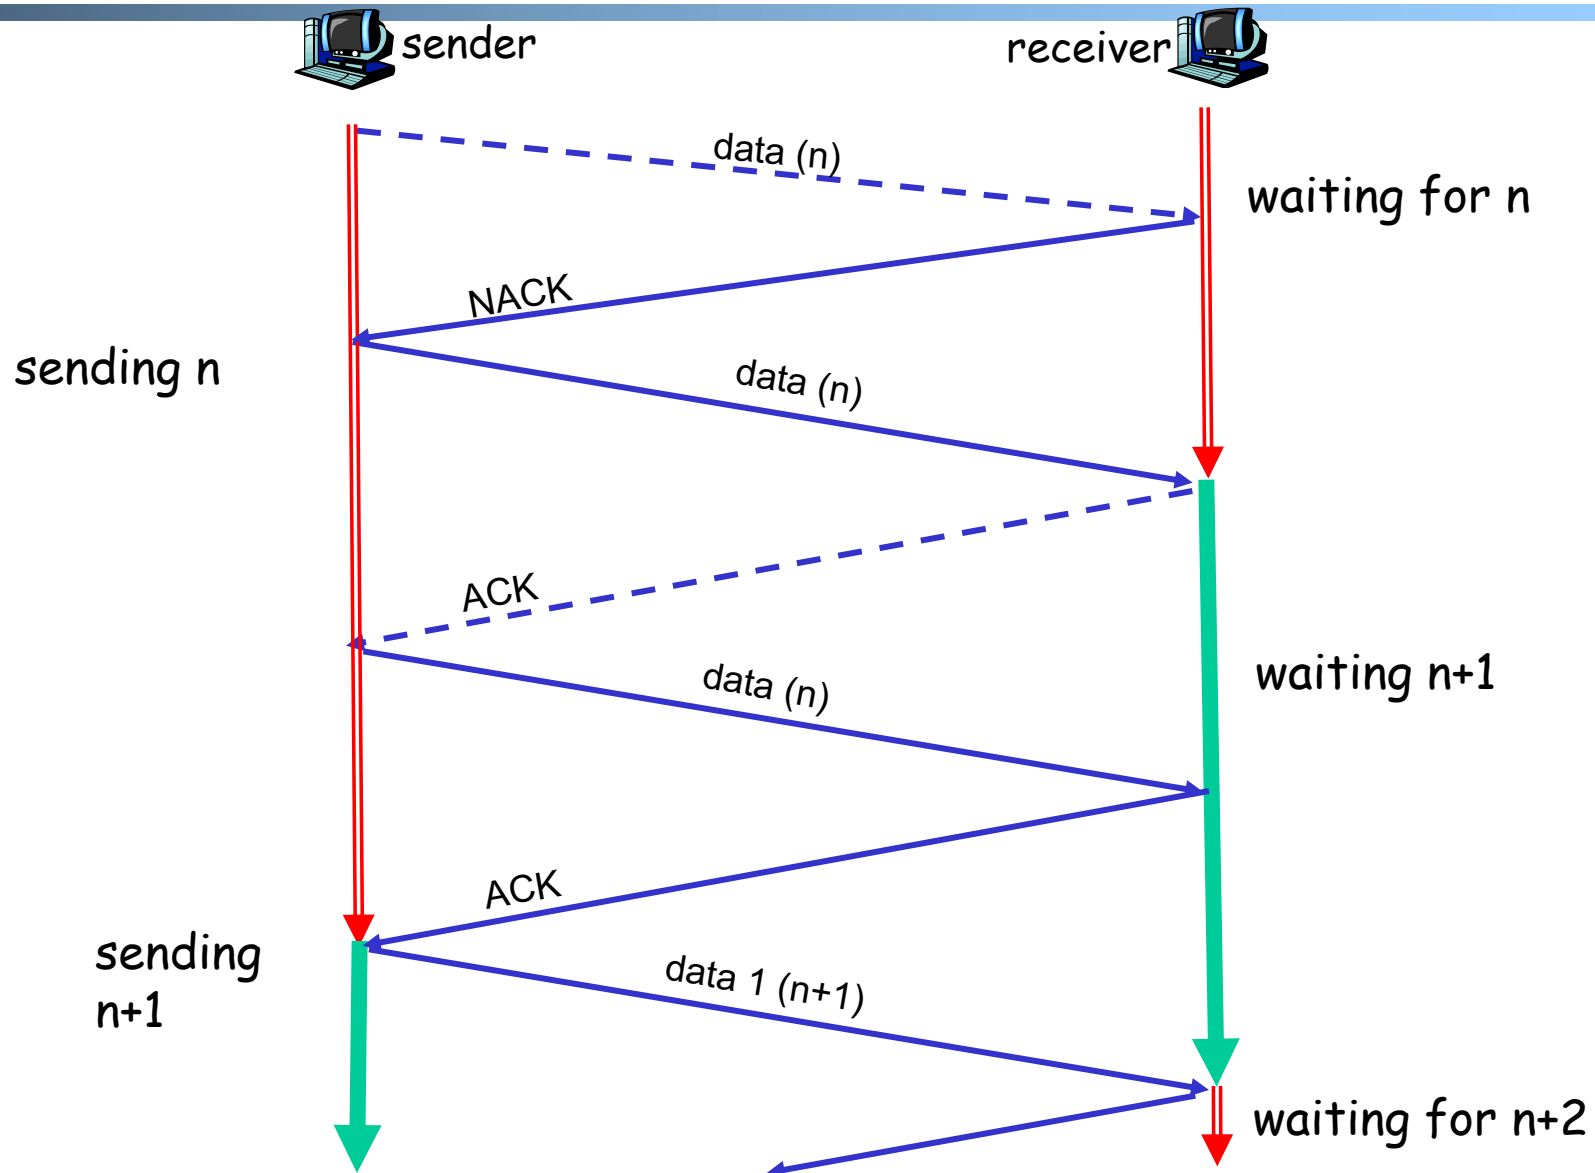 sender
receiver
data (n)
waiting for n
NACK
sending n
data (n)
ACK
waiting n+1
data (n)
ACK
sending
n+1
data 1 (n+1)
waiting for n+2